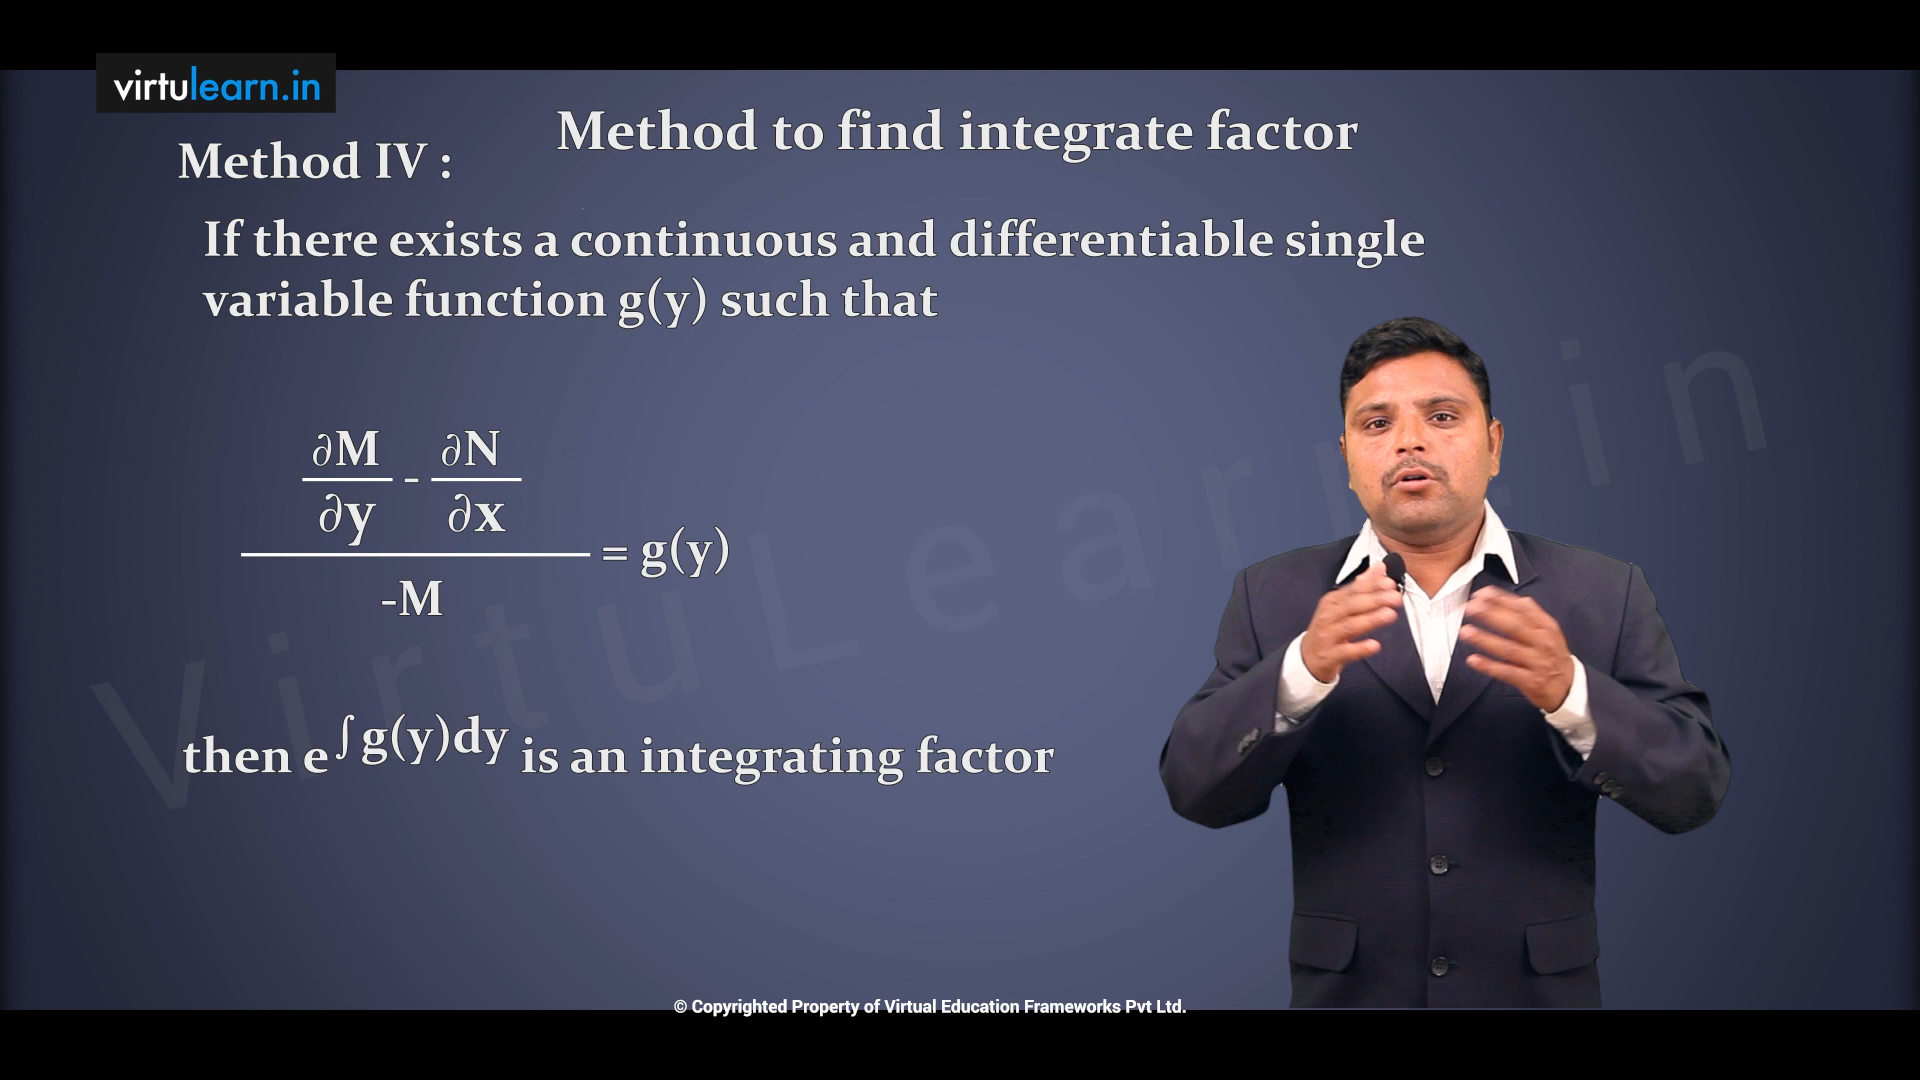 virtulearn.in
Method to find integrate factor
Method IV :
If there exists a continuous and differentiable single
variable function g(y) such that
∂M/∂y - ∂N/∂x
-M
= g(y)
then e^∫g(y)dy is an integrating factor
VirtuLearn.in
© Copyrighted Property of Virtual Education Frameworks Pvt Ltd.